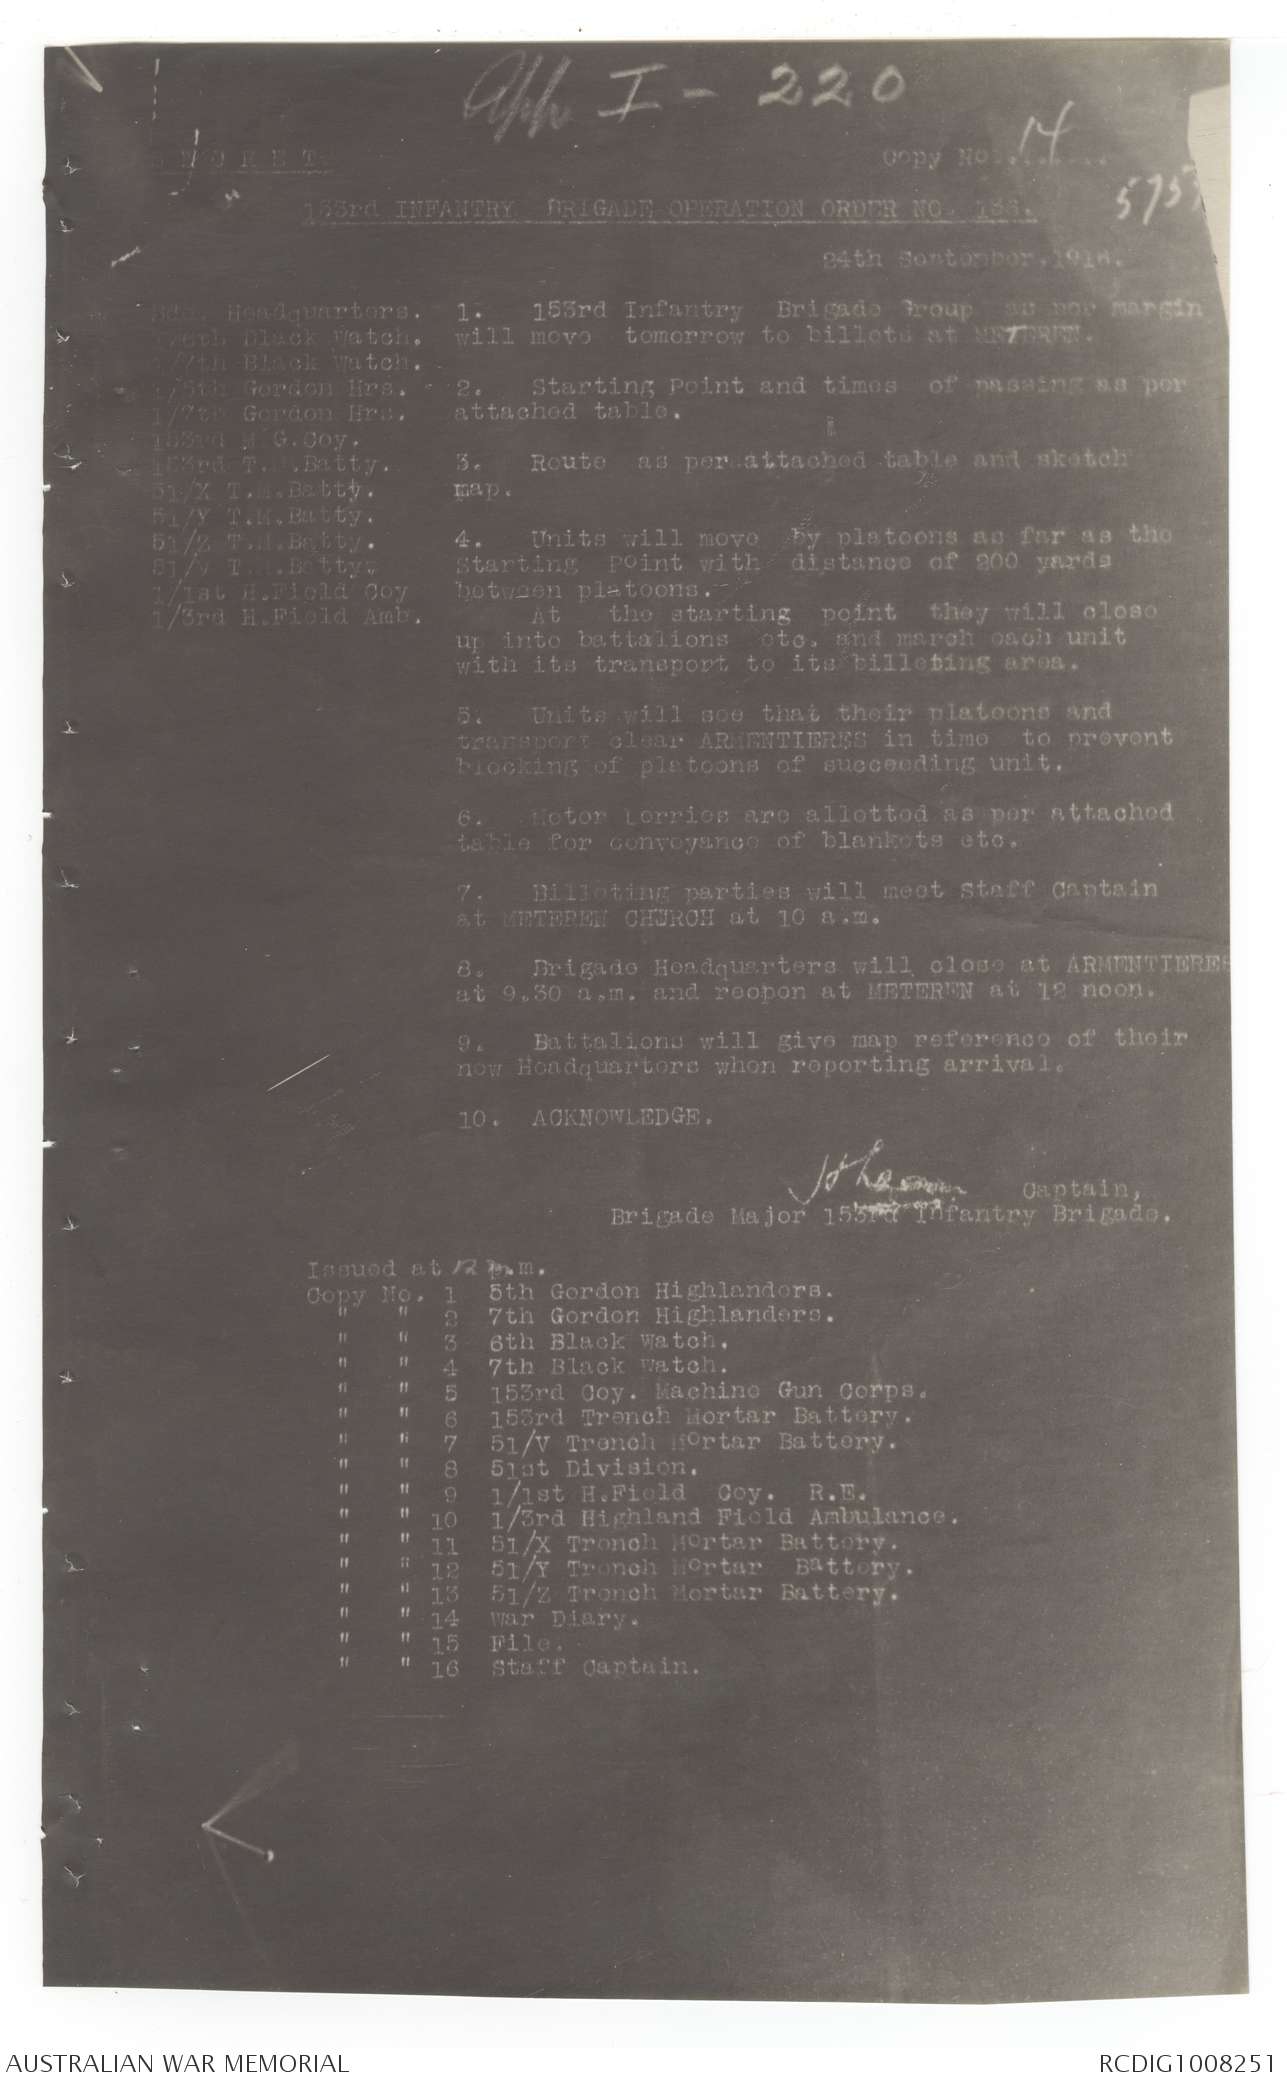 App I - 220
S E C R E T.
Copy No. 14
153rd INFANTRY BRIGADE OPERATION ORDER NO.
24th September. 1916.
Bde. Headquarters.
1/6th Black Watch.
1/7th Black Watch.
1/5th Gordon Hrs.
1/7th Gordon Hrs.
153rd M.G.Coy.
153rd T.M.Batty.
51/X T.M.Batty.
51/Y T.M.Batty.
51/Z T.M.Batty.
51/V T.M.Batty.
1/1st H.Field Coy
1/3rd H.Field Amb.
1. 153rd Infantry Brigade Group as per margin
will move tomorrow to billets at METEREN.
2. Starting Point and times of passing as per
attached table.
3. Route as per attached table and sketch
map.
4. Units will move by platoons as far as the
Starting Point with distance of 200 yards
between platoons.
At the starting point they will close
up into battalions etc. and march each unit
with its transport to its billeting area.
5. Units will see that their platoons and
transport clear ARMENTIERES in time to prevent
blocking of platoons of succeeding unit.
6. Motor Lorries are allotted as per attached
table for conveyance of blankets etc.
7. Billeting parties will meet Staff Captain
at METEREN CHURCH at 10 a.m.
8. Brigade Headquarters will close at ARMENTIERES
at 9.30 a.m. and reopen at METEREN at 12 noon.
9. Battalions will give map reference of their
new Headquarters when reporting arrival.
10. ACKNOWLEDGE.
Captain,
Brigade Major 153rd Infantry Brigade.
Issued at 12 p.m.
Copy No. 1 5th Gordon Highlanders.
" " 2 7th Gordon Highlanders.
" " 3 6th Black Watch.
" " 4 7th Black Watch.
" " 5 153rd Coy. Machine Gun Corps.
" " 6 153rd Trench Mortar Battery.
" " 7 51/V Trench Mortar Battery.
" " 8 51st Division.
" " 9 1/1st H.Field Coy. R.E.
" " 10 1/3rd Highland Field Ambulance.
" " 11 51/X Trench Mortar Battery.
" " 12 51/Y Trench Mortar Battery.
" " 13 51/Z Trench Mortar Battery.
" " 14 War Diary.
" " 15 File.
" " 16 Staff Captain.
AUSTRALIAN WAR MEMORIAL
RCDIG1008251